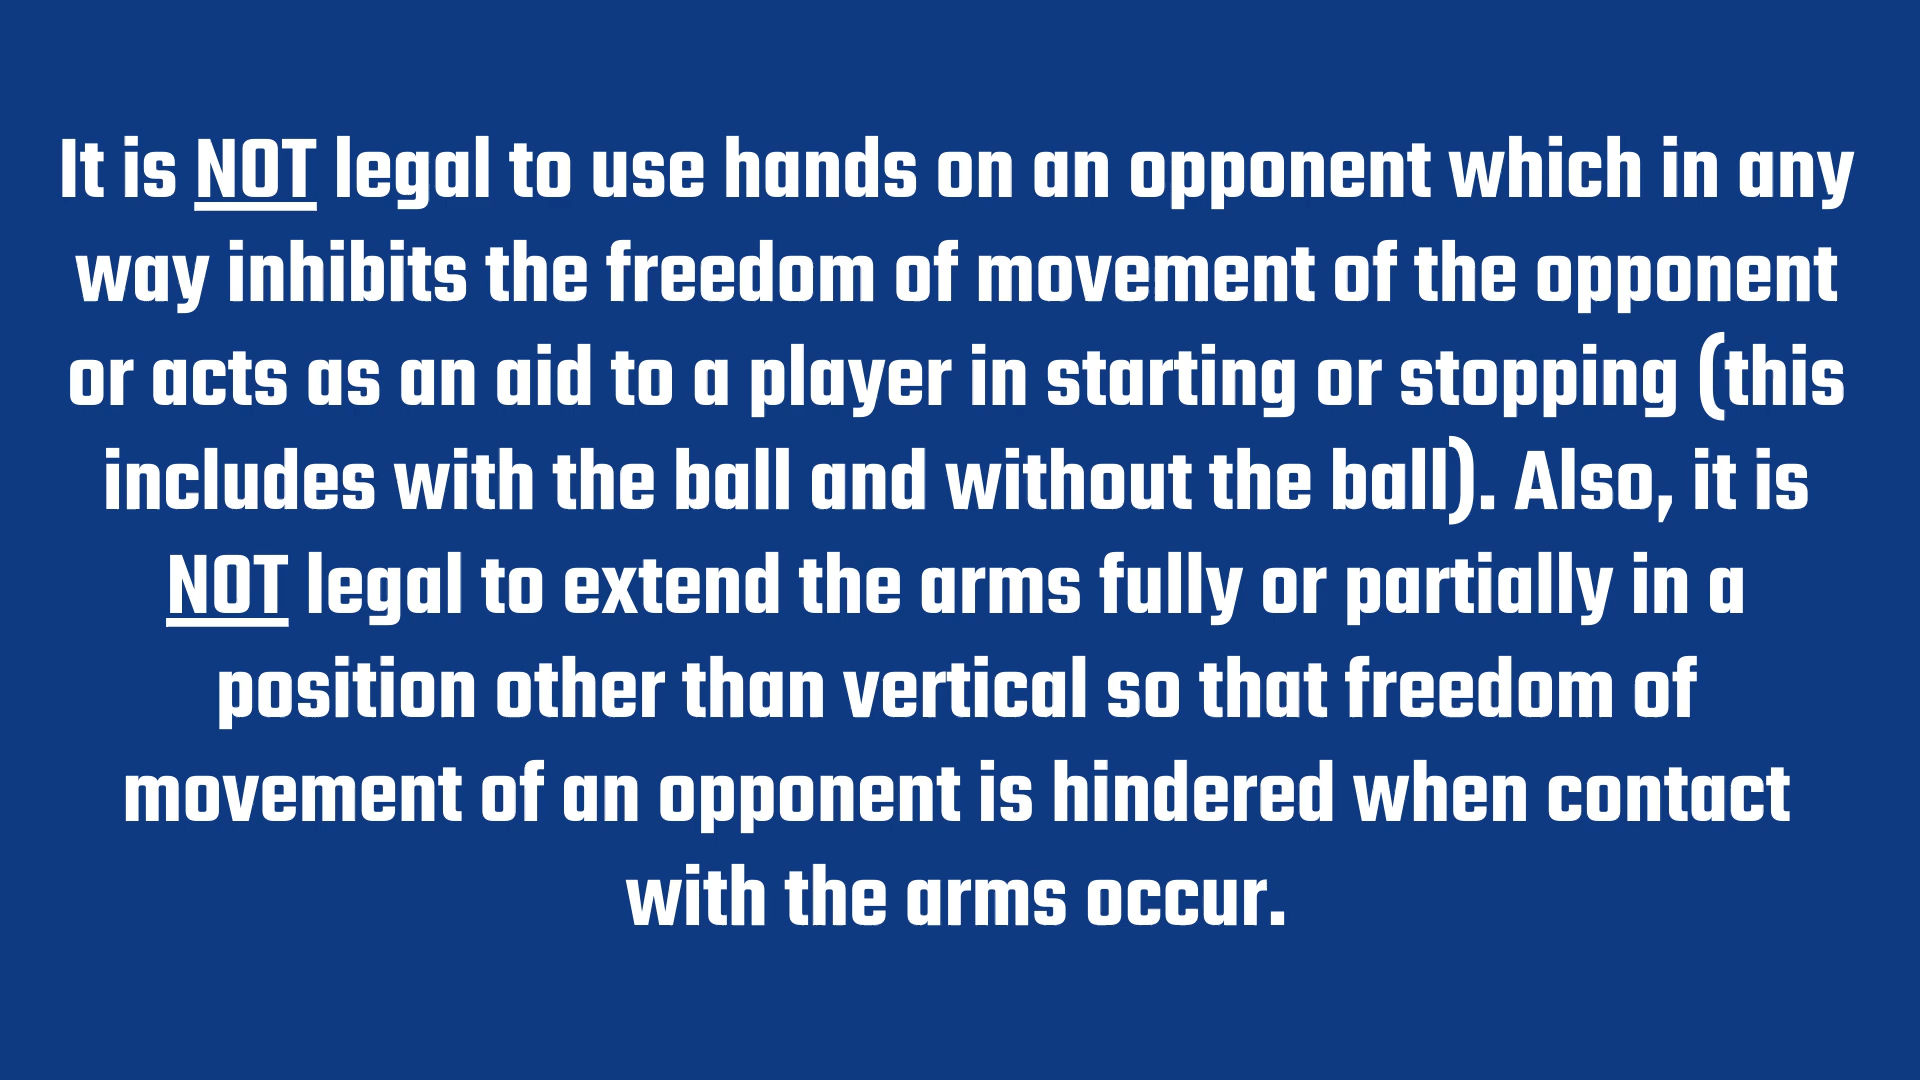 It is NOT legal to use hands on an opponent which in any
way inhibits the freedom of movement of the opponent
or acts as an aid to a player in starting or stopping (this
includes with the ball and without the ball). Also, it is
NOT legal to extend the arms fully or partially in a
position other than vertical so that freedom of
movement of an opponent is hindered when contact
with the arms occur.